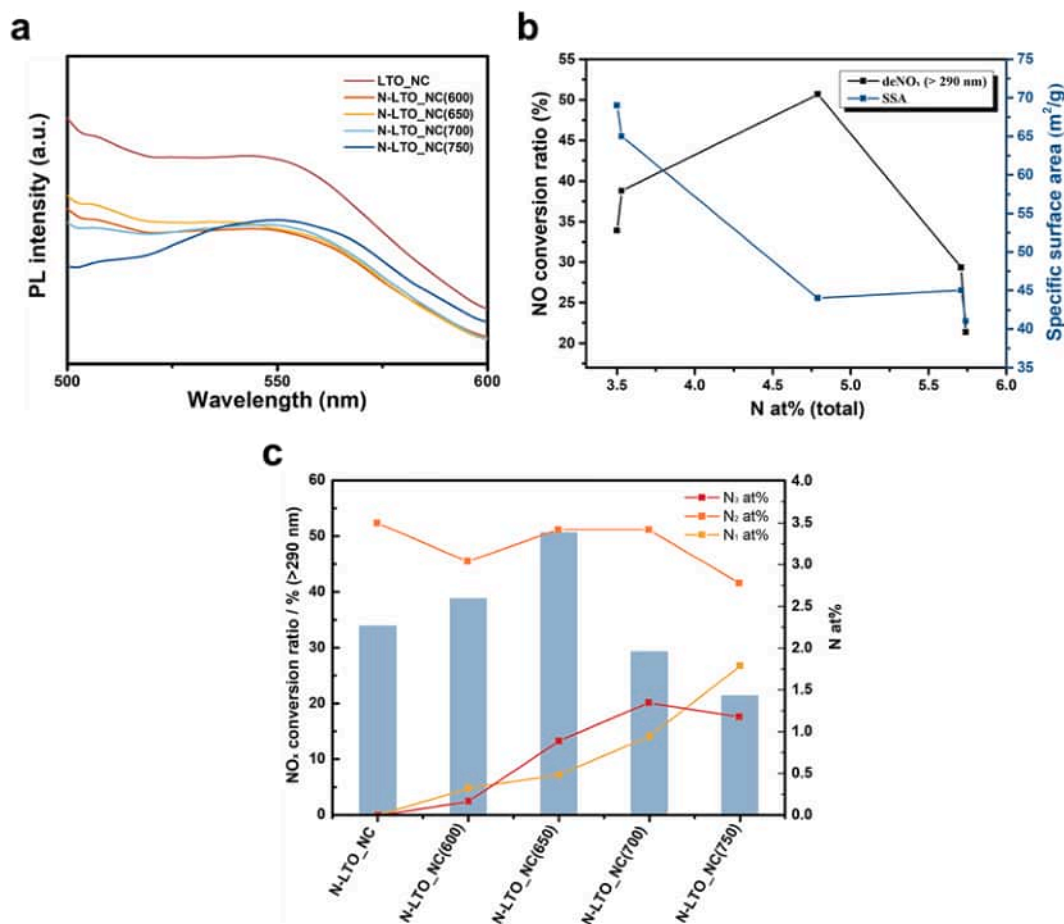 a
PL intensity (a.u.)
LTO_NC
N-LTO_NC(600)
N-LTO_NC(650)
N-LTO_NC(700)
N-LTO_NC(750)
500
550
600
Wavelength (nm)
b
NO conversion ratio (%)
55
50
45
40
35
30
25
20
deNOₓ (> 290 nm)
SSA
75
70
65
60
55
50
45
40
35
Specific surface area (m²/g)
3.5
4.0
4.5
5.0
5.5
6.0
N at% (total)
c
NOₓ conversion ratio / % (>290 nm)
60
50
40
30
20
10
0
N₃ at%
N₂ at%
N₁ at%
4.0
3.5
3.0
2.5
2.0
1.5
1.0
0.5
0.0
N at%
N-LTO_NC
N-LTO_NC(600)
N-LTO_NC(650)
N-LTO_NC(700)
N-LTO_NC(750)